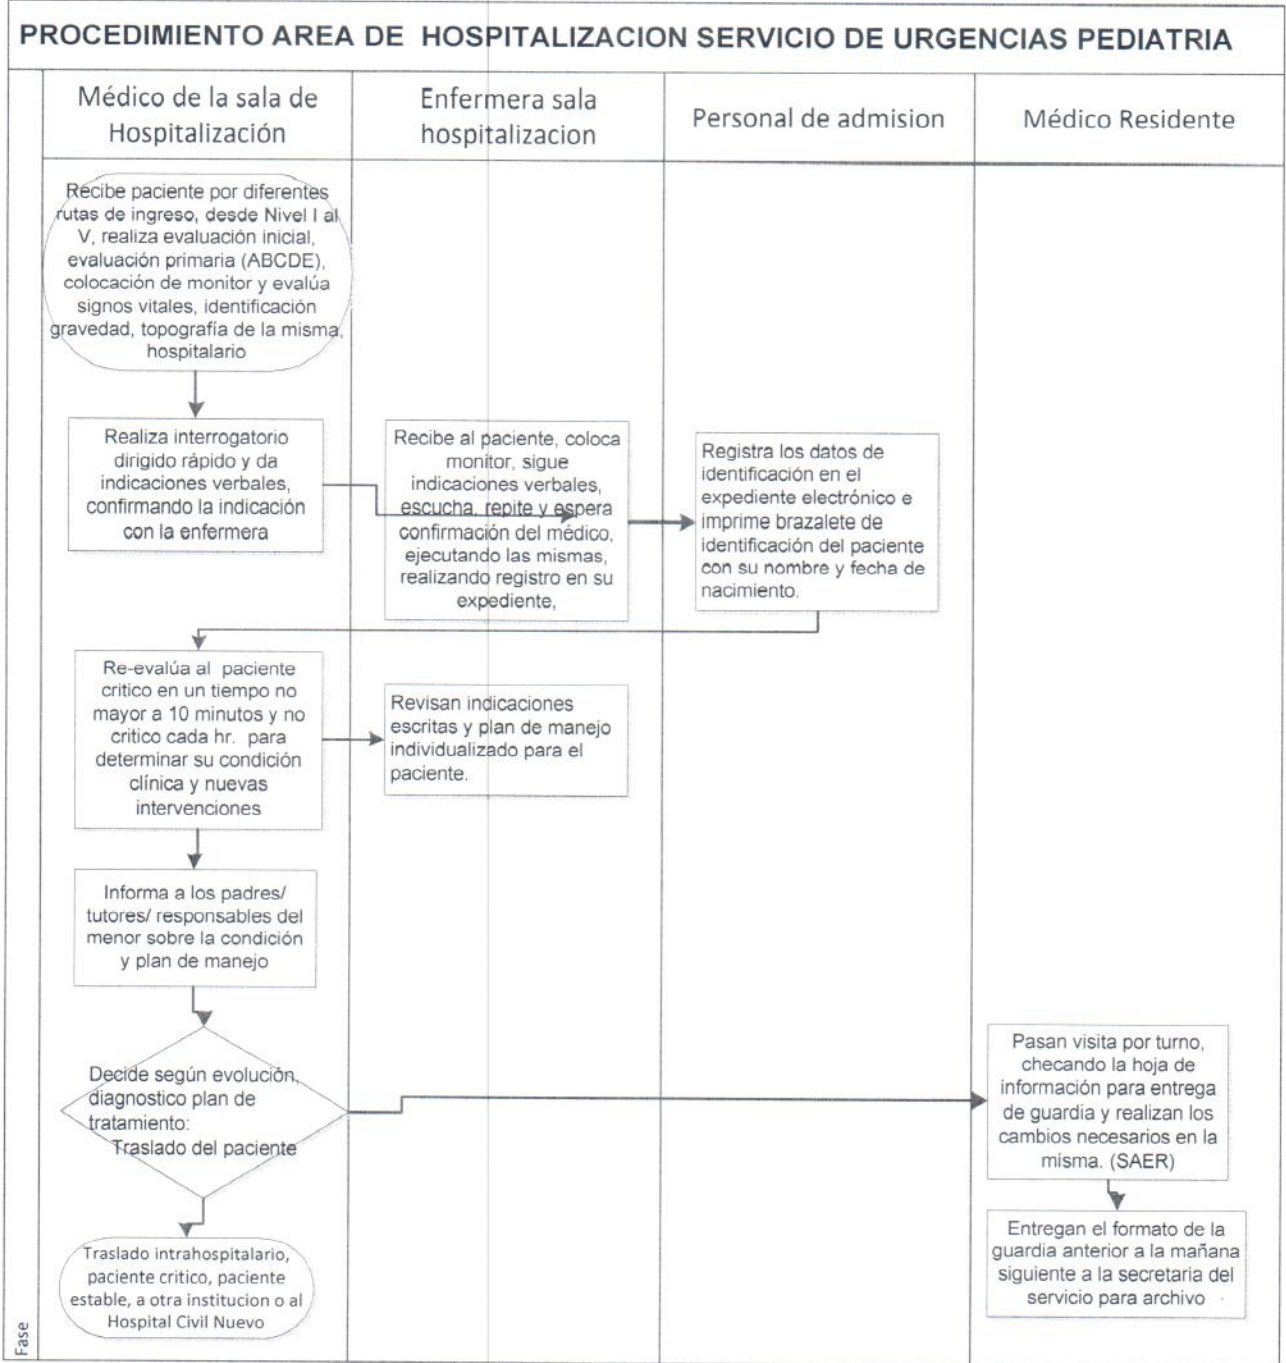 PROCEDIMIENTO AREA DE HOSPITALIZACION SERVICIO DE URGENCIAS PEDIATRIA
Médico de la sala de
Hospitalización
Enfermera sala
hospitalizacion
Personal de admision
Médico Residente
Recibe paciente por diferentes
rutas de ingreso, desde Nivel I al
V, realiza evaluación inicial,
evaluación primaria (ABCDE),
colocación de monitor y evalúa
signos vitales, identificación
gravedad, topografía de la misma,
hospitalario
Realiza interrogatorio
dirigido rápido y da
indicaciones verbales,
confirmando la indicación
con la enfermera
Recibe al paciente, coloca
monitor, sigue
indicaciones verbales,
escucha, repite y espera
confirmación del médico,
ejecutando las mismas,
realizando registro en su
expediente,
Registra los datos de
identificación en el
expediente electrónico e
imprime brazalete de
identificación del paciente
con su nombre y fecha de
nacimiento.
Re-evalúa al paciente
critico en un tiempo no
mayor a 10 minutos y no
critico cada hr. para
determinar su condición
clínica y nuevas
intervenciones
Revisan indicaciones
escritas y plan de manejo
individualizado para el
paciente.
Informa a los padres/
tutores/ responsables del
menor sobre la condición
y plan de manejo
Decide según evolución,
diagnostico plan de
tratamiento:
Traslado del paciente
Pasan visita por turno,
checando la hoja de
información para entrega
de guardia y realizan los
cambios necesarios en la
misma. (SAER)
Traslado intrahospitalario,
paciente critico, paciente
estable, a otra institucion o al
Hospital Civil Nuevo
Entregan el formato de la
guardia anterior a la mañana
siguiente a la secretaria del
servicio para archivo
Fase